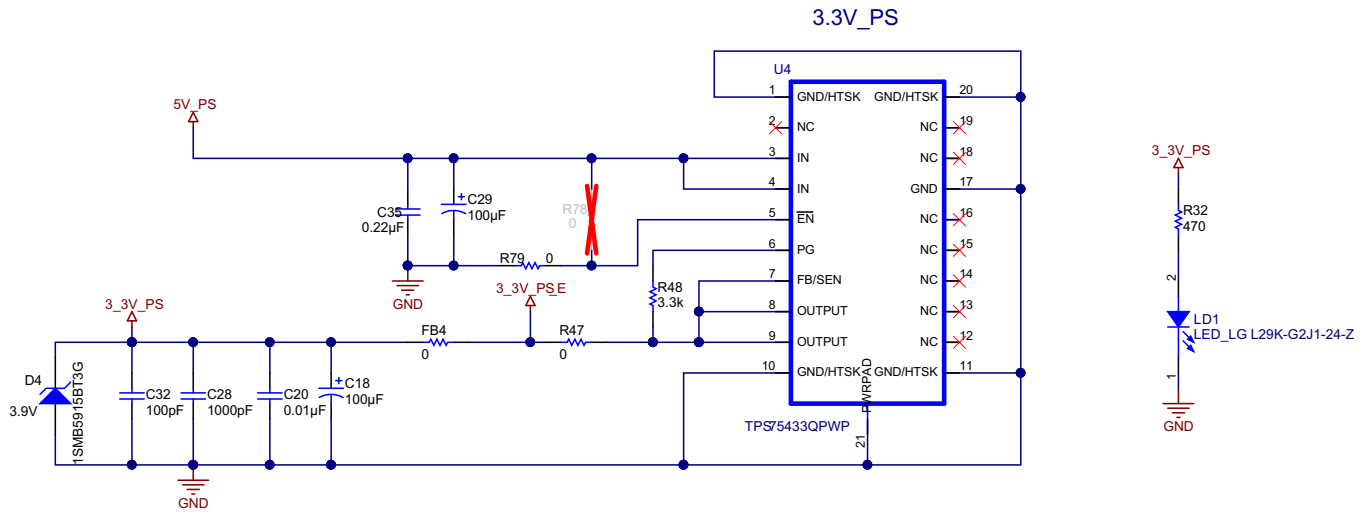 3.3V_PS
U4
1 GND/HTSK GND/HTSK 20
2 NC NC 19
3 IN NC 18
4 IN GND 17
5 EN NC 16
6 PG NC 15
7 FB/SEN NC 14
8 OUTPUT NC 13
9 OUTPUT NC 12
10 GND/HTSK GND/HTSK 11
PWRPAD
21
TPS75433QPWP
5V_PS
C35
0.22µF
+ C29
100µF
R78
0
R79 0
GND
3_3V_PS_E
R48
3.3k
3_3V_PS
FB4
0
R47
0
D4
3.9V
1SMB5915BT3G
C32
100pF
C28
1000pF
C20
0.01µF
+ C18
100µF
GND
3_3V_PS
R32
470
2
LD1
LED_LG L29K-G2J1-24-Z
1
GND